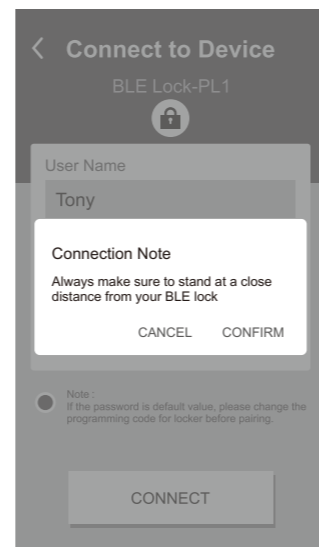 Connect to Device
BLE Lock-PL1
User Name
Tony
Connection Note
Always make sure to stand at a close
distance from your BLE lock
CANCEL CONFIRM
Note :
If the password is default value, please change the
programming code for locker before pairing.
CONNECT